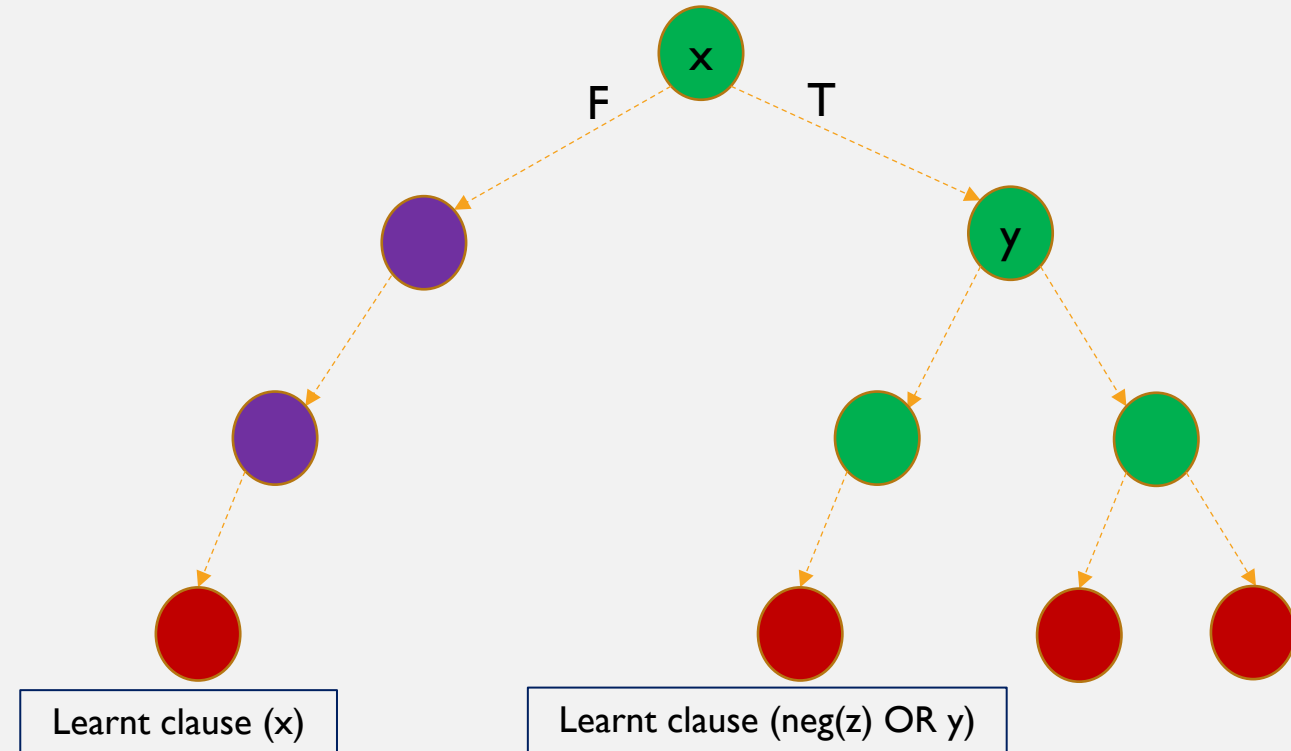 x
F
T
y
Learnt clause (x)
Learnt clause (neg(z) OR y)